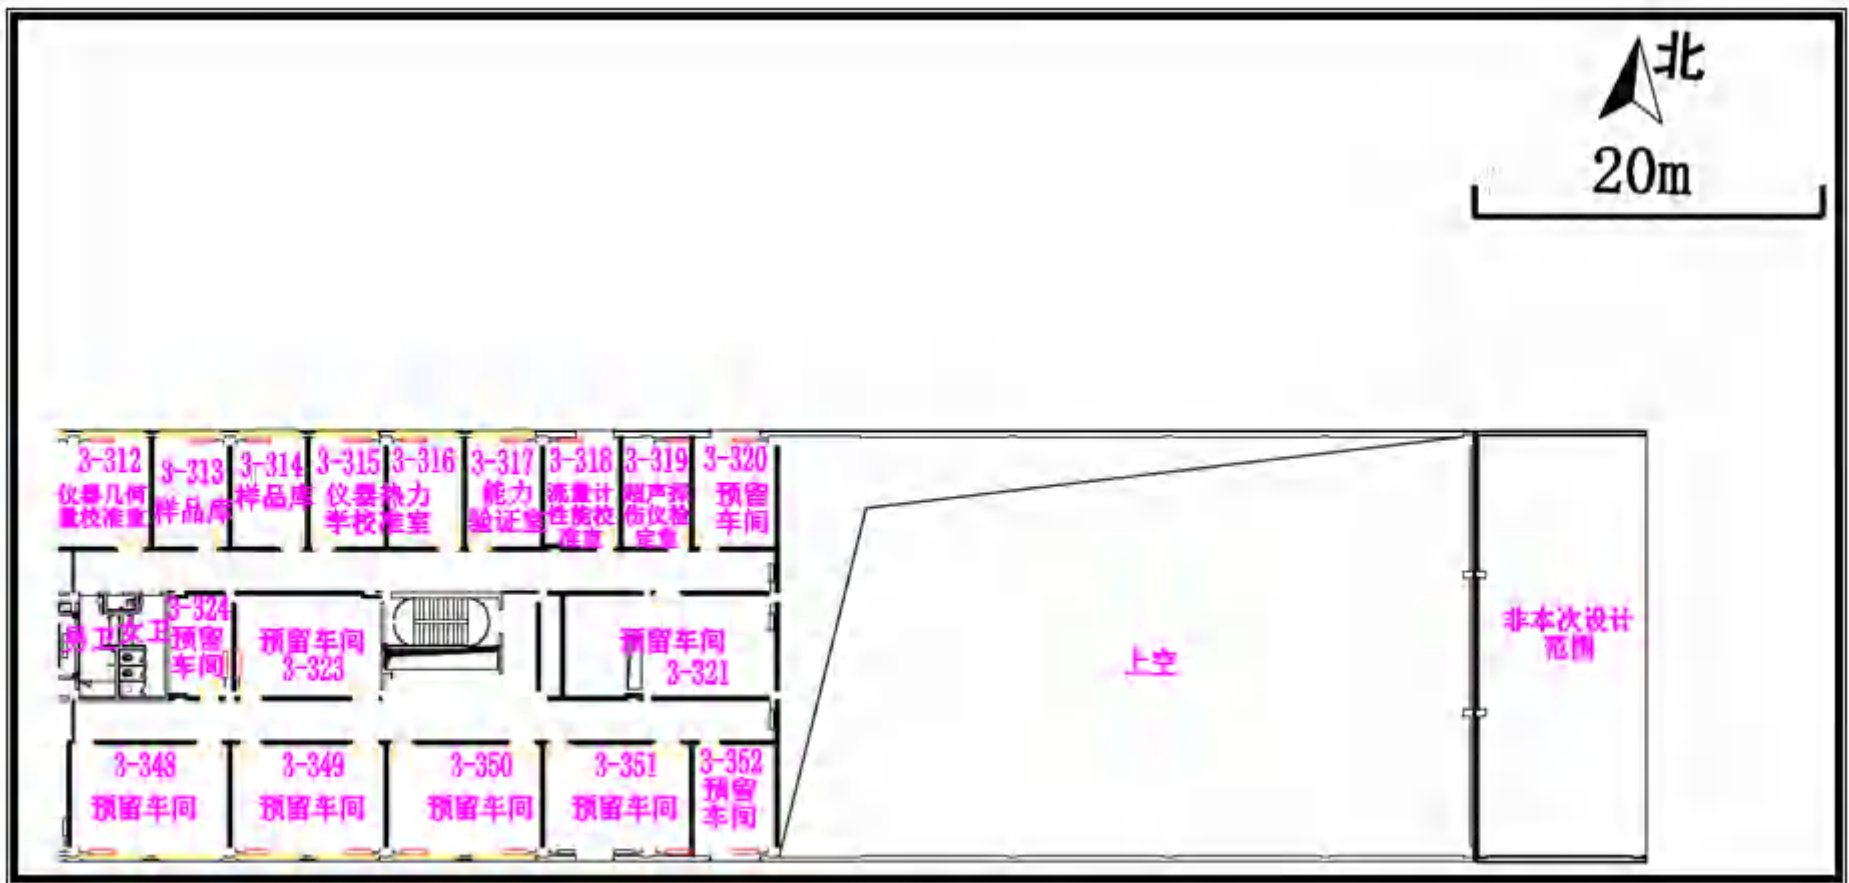 北
20m
3-312
仪器几何
量校准室
3-313
样品库
3-314
样品库
3-315
3-316
仪器热力
学校准室
3-317
能力
验证室
3-318
流量计
性能校
准室
3-319
超声探
伤仪检
定室
3-320
预留
车间
男卫
女卫
3-324
预留
车间
预留车间
3-323
预留车间
3-321
上空
非本次设计
范围
3-348
预留车间
3-349
预留车间
3-350
预留车间
3-351
预留车间
3-352
预留
车间